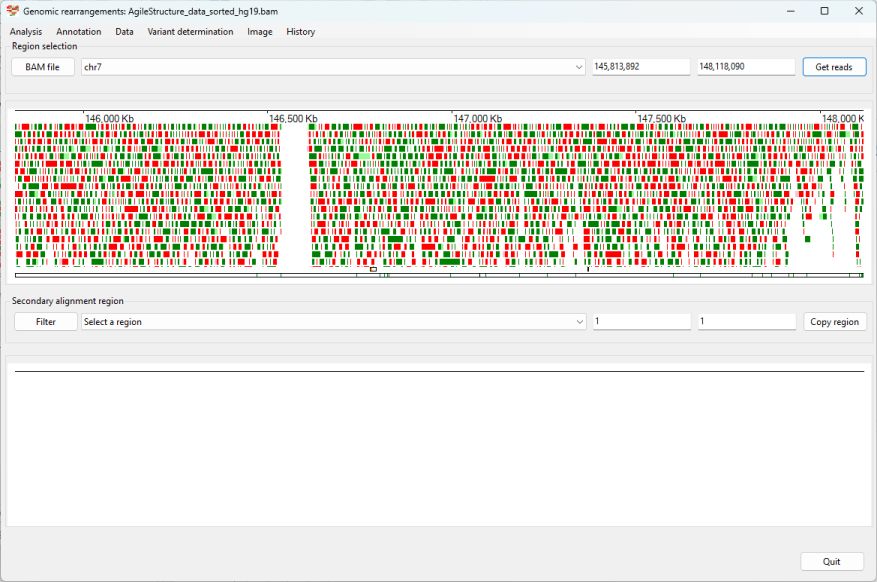 Genomic rearrangements: AgileStructure_data_sorted_hg19.bam
Analysis Annotation Data Variant determination Image History
Region selection
BAM file chr7 145,813,892 148,118,090 Get reads
146,000 Kb 146,500 Kb 147,000 Kb 147,500 Kb 148,000 K
Secondary alignment region
Filter Select a region 1 1 Copy region
Quit